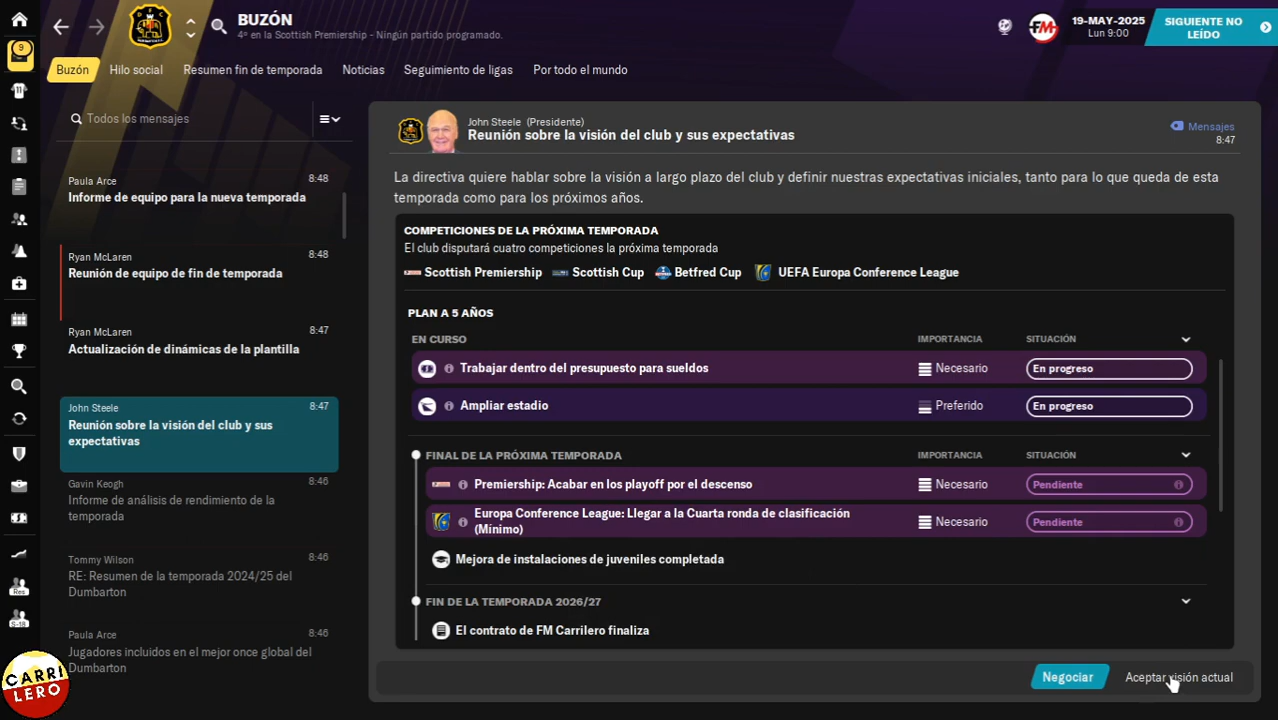 BUZÓN
4º en la Scottish Premiership - Ningún partido programado.
19-MAY-2025
Lun 9:00
SIGUIENTE NO
LEÍDO
9
Buzón
Hilo social
Resumen fin de temporada
Noticias
Seguimiento de ligas
Por todo el mundo
Todos los mensajes
Paula Arce
8:48
Informe de equipo para la nueva temporada
Ryan McLaren
8:48
Reunión de equipo de fin de temporada
Ryan McLaren
8:47
Actualización de dinámicas de la plantilla
John Steele
8:47
Reunión sobre la visión del club y sus
expectativas
Gavin Keogh
8:46
Informe de análisis de rendimiento de la
temporada
Tommy Wilson
8:46
RE: Resumen de la temporada 2024/25 del
Dumbarton
Paula Arce
8:46
Jugadores incluidos en el mejor once global del
Dumbarton
Res
S-18
CARRI
LERO
John Steele (Presidente)
Reunión sobre la visión del club y sus expectativas
Mensajes
8:47
La directiva quiere hablar sobre la visión a largo plazo del club y definir nuestras expectativas iniciales, tanto para lo que queda de esta
temporada como para los próximos años.
COMPETICIONES DE LA PRÓXIMA TEMPORADA
El club disputará cuatro competiciones la próxima temporada
Scottish Premiership
Scottish Cup
Betfred Cup
UEFA Europa Conference League
PLAN A 5 AÑOS
EN CURSO
IMPORTANCIA
SITUACIÓN
Trabajar dentro del presupuesto para sueldos
Necesario
En progreso
Ampliar estadio
Preferido
En progreso
FINAL DE LA PRÓXIMA TEMPORADA
IMPORTANCIA
SITUACIÓN
Premiership: Acabar en los playoff por el descenso
Necesario
Pendiente
Europa Conference League: Llegar a la Cuarta ronda de clasificación
(Mínimo)
Necesario
Pendiente
Mejora de instalaciones de juveniles completada
FIN DE LA TEMPORADA 2026/27
El contrato de FM Carrilero finaliza
Negociar
Aceptar visión actual